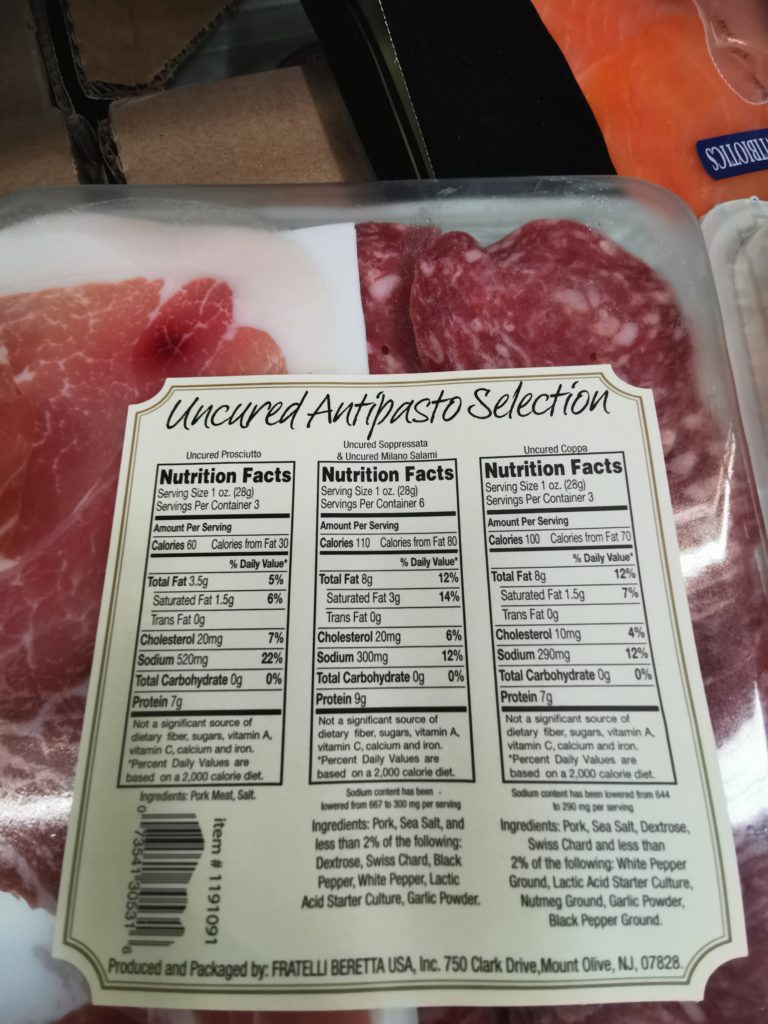 TIBIOTICS
Uncured Antipasto Selection
Uncured Prosciutto
Nutrition Facts
Serving Size 1 oz. (28g)
Servings Per Container 3
Amount Per Serving
Calories 60 Calories from Fat 30
% Daily Value*
Total Fat 3.5g 5%
Saturated Fat 1.5g 6%
Trans Fat 0g
Cholesterol 20mg 7%
Sodium 520mg 22%
Total Carbohydrate 0g 0%
Protein 7g
Not a significant source of
dietary fiber, sugars, vitamin A,
vitamin C, calcium and iron.
*Percent Daily Values are
based on a 2,000 calorie diet.
Ingredients: Pork Meat, Salt.
0 73541 30531 6
item # 1191091
Uncured Soppressata
& Uncured Milano Salami
Nutrition Facts
Serving Size 1 oz. (28g)
Servings Per Container 6
Amount Per Serving
Calories 110 Calories from Fat 80
% Daily Value*
Total Fat 8g 12%
Saturated Fat 3g 14%
Trans Fat 0g
Cholesterol 20mg 6%
Sodium 300mg 12%
Total Carbohydrate 0g 0%
Protein 9g
Not a significant source of
dietary fiber, sugars, vitamin A,
vitamin C, calcium and iron.
*Percent Daily Values are
based on a 2,000 calorie diet.
Sodium content has been
lowered from 667 to 300 mg per serving
Ingredients: Pork, Sea Salt, and
less than 2% of the following:
Dextrose, Swiss Chard, Black
Pepper, White Pepper, Lactic
Acid Starter Culture, Garlic Powder.
Uncured Coppa
Nutrition Facts
Serving Size 1 oz. (28g)
Servings Per Container 3
Amount Per Serving
Calories 100 Calories from Fat 70
% Daily Value*
Total Fat 8g 12%
Saturated Fat 1.5g 7%
Trans Fat 0g
Cholesterol 10mg 4%
Sodium 290mg 12%
Total Carbohydrate 0g 0%
Protein 7g
Not a significant source of
dietary fiber, sugars, vitamin A,
vitamin C, calcium and iron.
*Percent Daily Values are
based on a 2,000 calorie diet.
Sodium content has been lowered from 644
to 290 mg per serving
Ingredients: Pork, Sea Salt, Dextrose,
Swiss Chard and less than
2% of the following: White Pepper
Ground, Lactic Acid Starter Culture,
Nutmeg Ground, Garlic Powder,
Black Pepper Ground.
Produced and Packaged by: FRATELLI BERETTA USA, Inc. 750 Clark Drive,Mount Olive, NJ, 07828.